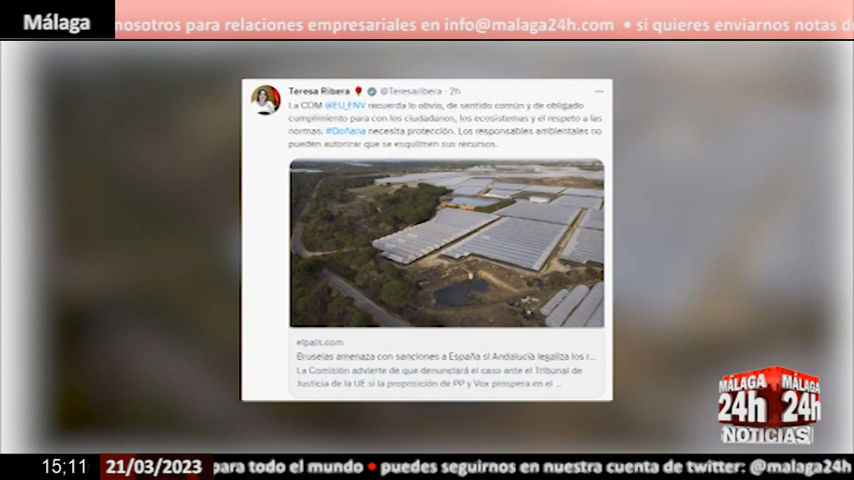 Málaga
nosotros para relaciones empresariales en info@malaga24h.com • si quieres enviarnos notas d
Teresa Ribera @Teresaribera · 2h
La COM @EU_ENV recuerda lo obvio, de sentido común y de obligado
cumplimiento para con los ciudadanos, los ecosistemas y el respeto a las
normas. #Doñana necesita protección. Los responsables ambientales no
pueden autorizar que se esquilmen sus recursos.
elpais.com
Bruselas amenaza con sanciones a España si Andalucía legaliza los r...
La Comisión advierte de que denunciará el caso ante el Tribunal de
Justicia de la UE si la proposición de PP y Vox prospera en el ...
MÁLAGA 24h MÁLAGA 24h
NOTICIAS
15:11 21/03/2023 para todo el mundo • puedes seguirnos en nuestra cuenta de twitter: @malaga24h